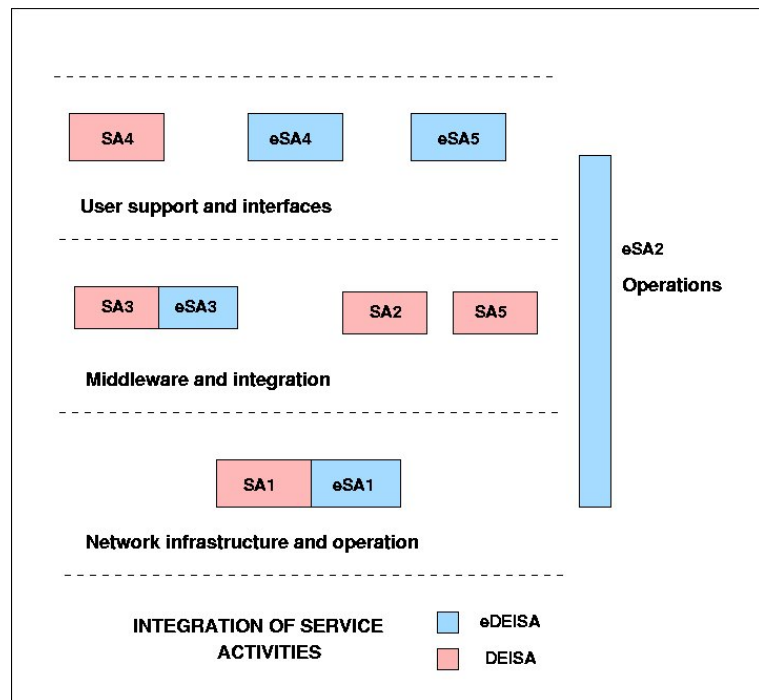 SA4
eSA4
eSA5
User support and interfaces
eSA2
Operations
SA3
eSA3
SA2
SA5
Middleware and integration
SA1
eSA1
Network infrastructure and operation
INTEGRATION OF SERVICE
ACTIVITIES
eDEISA
DEISA